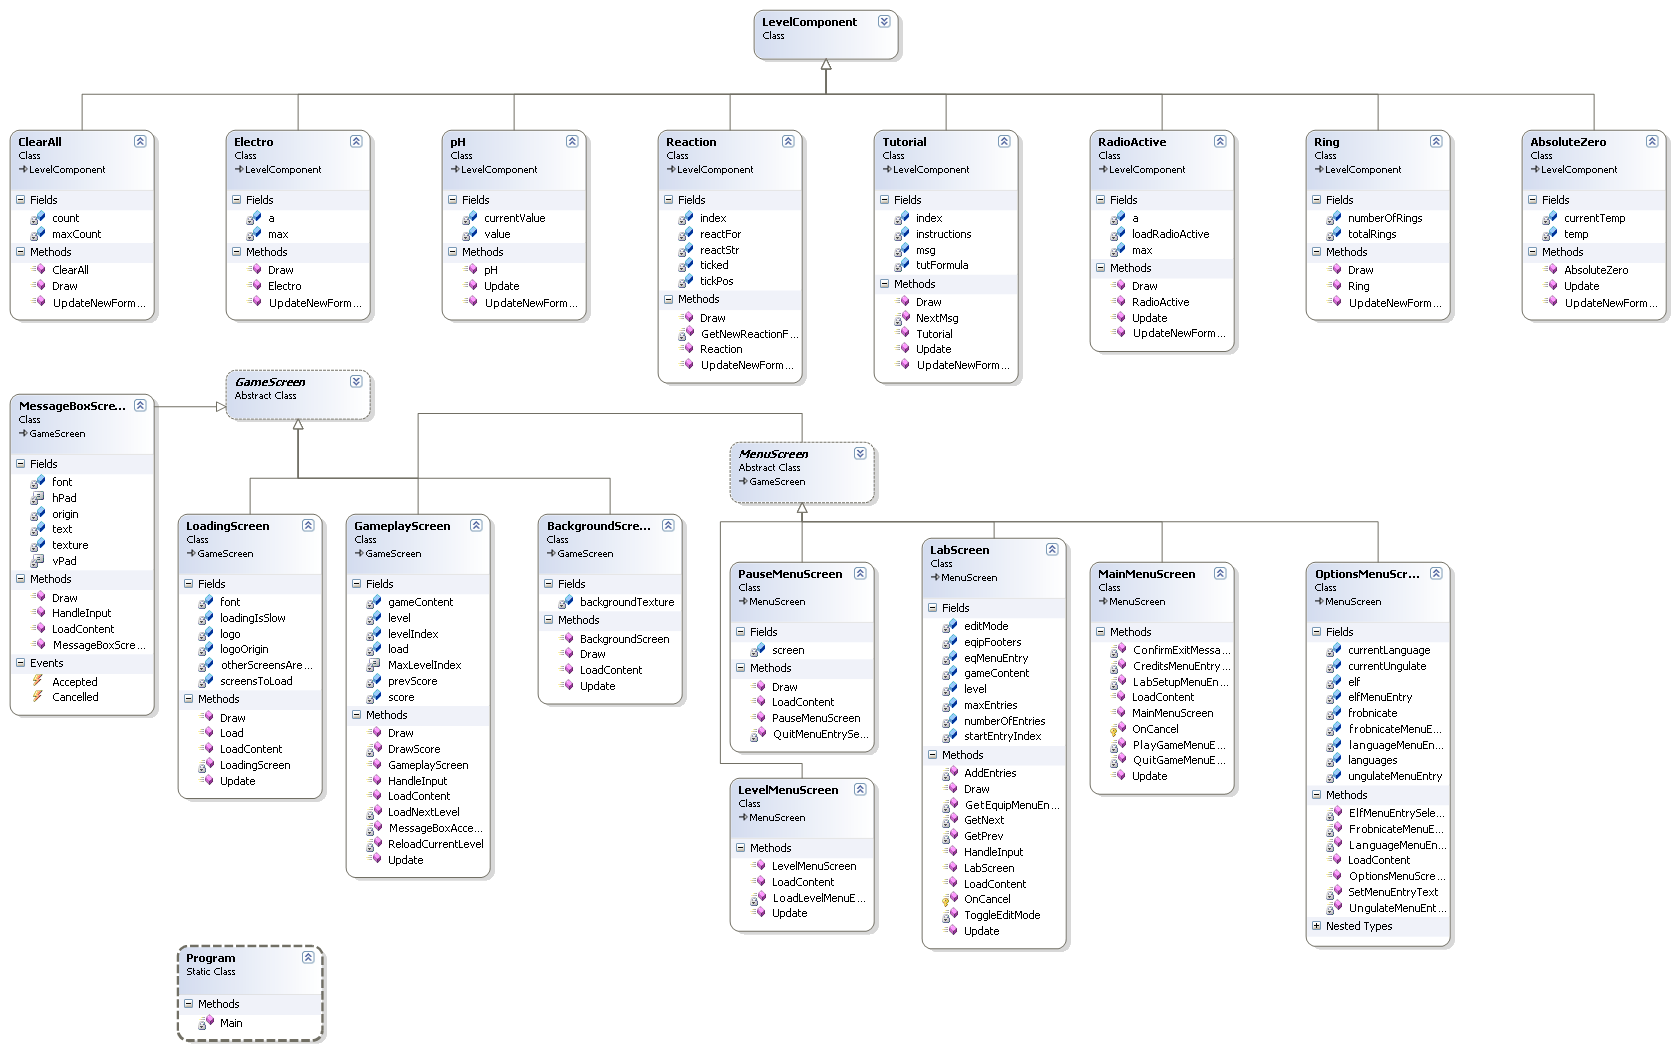 LevelComponent
Class
ClearAll
Class
LevelComponent
Fields
count
maxCount
Methods
ClearAll
Draw
UpdateNewForm...
Electro
Class
LevelComponent
Fields
a
max
Methods
Draw
Electro
UpdateNewForm...
pH
Class
LevelComponent
Fields
currentValue
value
Methods
pH
Update
UpdateNewForm...
Reaction
Class
LevelComponent
Fields
index
reactFor
reactStr
ticked
tickPos
Methods
Draw
GetNewReactionF...
Reaction
UpdateNewForm...
Tutorial
Class
LevelComponent
Fields
index
instructions
msg
tutFormula
Methods
Draw
NextMsg
Tutorial
Update
UpdateNewForm...
RadioActive
Class
LevelComponent
Fields
a
loadRadioActive
max
Methods
Draw
RadioActive
Update
UpdateNewForm...
Ring
Class
LevelComponent
Fields
numberOfRings
totalRings
Methods
Draw
Ring
UpdateNewForm...
AbsoluteZero
Class
LevelComponent
Fields
currentTemp
temp
Methods
AbsoluteZero
Update
UpdateNewForm...
MessageBoxScre...
Class
GameScreen
Fields
font
hPad
origin
text
texture
vPad
Methods
Draw
HandleInput
LoadContent
MessageBoxScre...
Events
Accepted
Cancelled
GameScreen
Abstract Class
LoadingScreen
Class
GameScreen
Fields
font
loadingIsSlow
logo
logoOrigin
otherScreensAre...
screensToLoad
Methods
Draw
Load
LoadContent
LoadingScreen
Update
GameplayScreen
Class
GameScreen
Fields
gameContent
level
levelIndex
load
MaxLevelIndex
prevScore
score
Methods
Draw
DrawScore
GameplayScreen
HandleInput
LoadContent
LoadNextLevel
MessageBoxAcce...
ReloadCurrentLevel
Update
BackgroundScre...
Class
GameScreen
Fields
backgroundTexture
Methods
BackgroundScreen
Draw
LoadContent
Update
MenuScreen
Abstract Class
GameScreen
PauseMenuScreen
Class
MenuScreen
Fields
screen
Methods
Draw
LoadContent
PauseMenuScreen
QuitMenuEntrySe...
LevelMenuScreen
Class
MenuScreen
Methods
LevelMenuScreen
LoadContent
LoadLevelMenuE...
Update
LabScreen
Class
MenuScreen
Fields
editMode
eqipFooters
eqMenuEntry
gameContent
level
maxEntries
numberOfEntries
startEntryIndex
Methods
AddEntries
Draw
GetEquipMenuEn...
GetNext
GetPrev
HandleInput
LabScreen
LoadContent
OnCancel
ToggleEditMode
Update
MainMenuScreen
Class
MenuScreen
Methods
ConfirmExitMessa...
CreditsMenuEntry...
LabSetupMenuEn...
LoadContent
MainMenuScreen
OnCancel
PlayGameMenuE...
QuitGameMenuE...
Update
OptionsMenuScr...
Class
MenuScreen
Fields
currentLanguage
currentUngulate
elf
elfMenuEntry
frobnicate
frobnicateMenuE...
languageMenuEn...
languages
ungulateMenuEntry
Methods
ElfMenuEntrySele...
FrobnicateMenuE...
LanguageMenuEn...
LoadContent
OptionsMenuScre...
SetMenuEntryText
UngulateMenuEnt...
Nested Types
Program
Static Class
Methods
Main